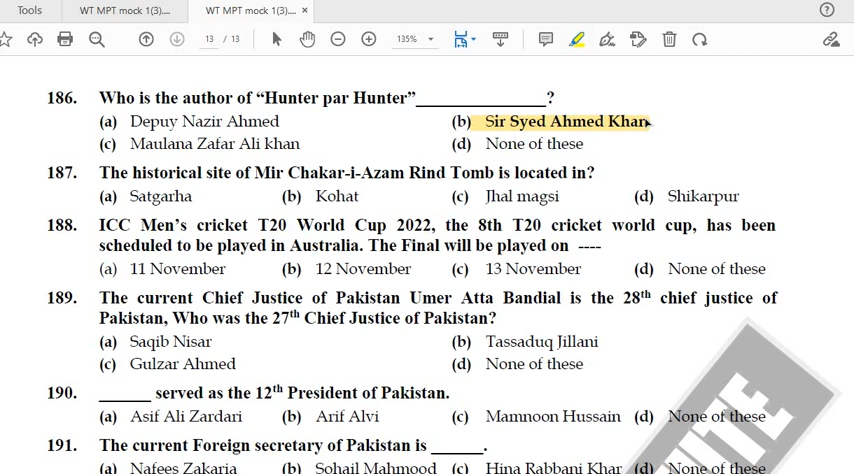 Tools
WT MPT mock 1(3)....
WT MPT mock 1(3).... ×
13 / 13
135%
186. Who is the author of “Hunter par Hunter”______________?
(a) Depuy Nazir Ahmed (b) Sir Syed Ahmed Khan
(c) Maulana Zafar Ali khan (d) None of these
187. The historical site of Mir Chakar-i-Azam Rind Tomb is located in?
(a) Satgarha (b) Kohat (c) Jhal magsi (d) Shikarpur
188. ICC Men’s cricket T20 World Cup 2022, the 8th T20 cricket world cup, has been
scheduled to be played in Australia. The Final will be played on ----
(a) 11 November (b) 12 November (c) 13 November (d) None of these
189. The current Chief Justice of Pakistan Umer Atta Bandial is the 28th chief justice of
Pakistan, Who was the 27th Chief Justice of Pakistan?
(a) Saqib Nisar (b) Tassaduq Jillani
(c) Gulzar Ahmed (d) None of these
190. ______ served as the 12th President of Pakistan.
(a) Asif Ali Zardari (b) Arif Alvi (c) Mamnoon Hussain (d) None of these
191. The current Foreign secretary of Pakistan is ______.
(a) Nafees Zakaria (b) Sohail Mahmood (c) Hina Rabbani Khar (d) None of these